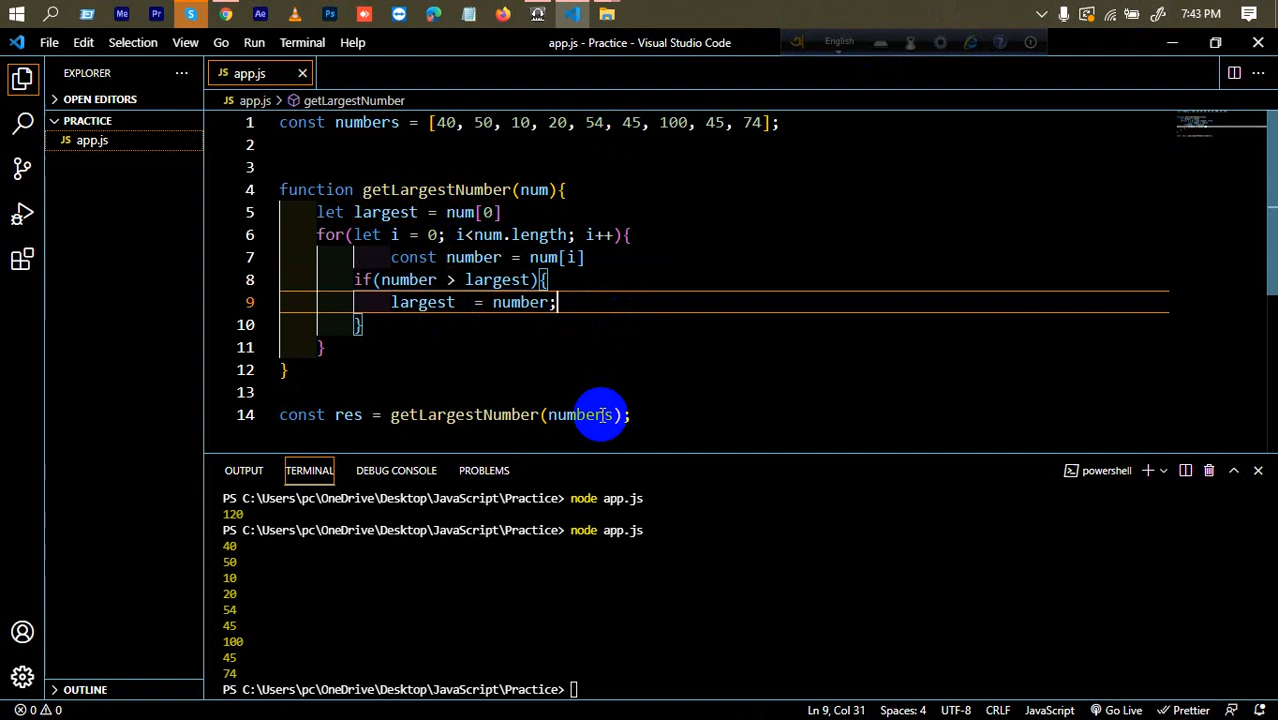 7:43 PM
File Edit Selection View Go Run Terminal Help
app.js - Practice - Visual Studio Code
English
EXPLORER
OPEN EDITORS
PRACTICE
app.js
OUTLINE
app.js
app.js > getLargestNumber
1 const numbers = [40, 50, 10, 20, 54, 45, 100, 45, 74];
2
3
4 function getLargestNumber(num){
5 let largest = num[0]
6 for(let i = 0; i<num.length; i++){
7 const number = num[i]
8 if(number > largest){
9 largest  = number;
10 }
11 }
12 }
13
14 const res = getLargestNumber(numbers);
OUTPUT TERMINAL DEBUG CONSOLE PROBLEMS
powershell
PS C:\Users\pc\OneDrive\Desktop\JavaScript\Practice> node app.js
120
PS C:\Users\pc\OneDrive\Desktop\JavaScript\Practice> node app.js
40
50
10
20
54
45
100
45
74
PS C:\Users\pc\OneDrive\Desktop\JavaScript\Practice>
0 0
Ln 9, Col 31 Spaces: 4 UTF-8 CRLF JavaScript Go Live Prettier